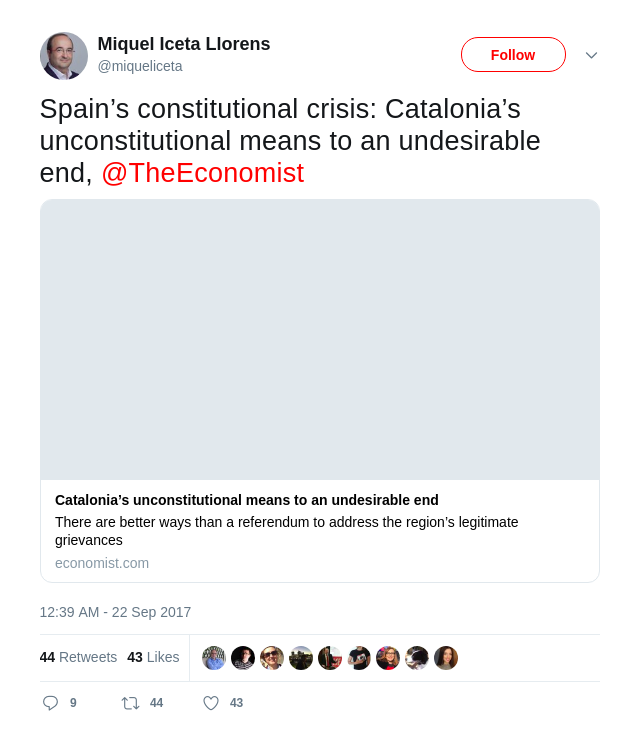 Miquel Iceta Llorens
@miqueliceta
Follow
Spain’s constitutional crisis: Catalonia’s
unconstitutional means to an undesirable
end, @TheEconomist
Catalonia’s unconstitutional means to an undesirable end
There are better ways than a referendum to address the region’s legitimate
grievances
economist.com
12:39 AM - 22 Sep 2017
44 Retweets 43 Likes
9 44 43